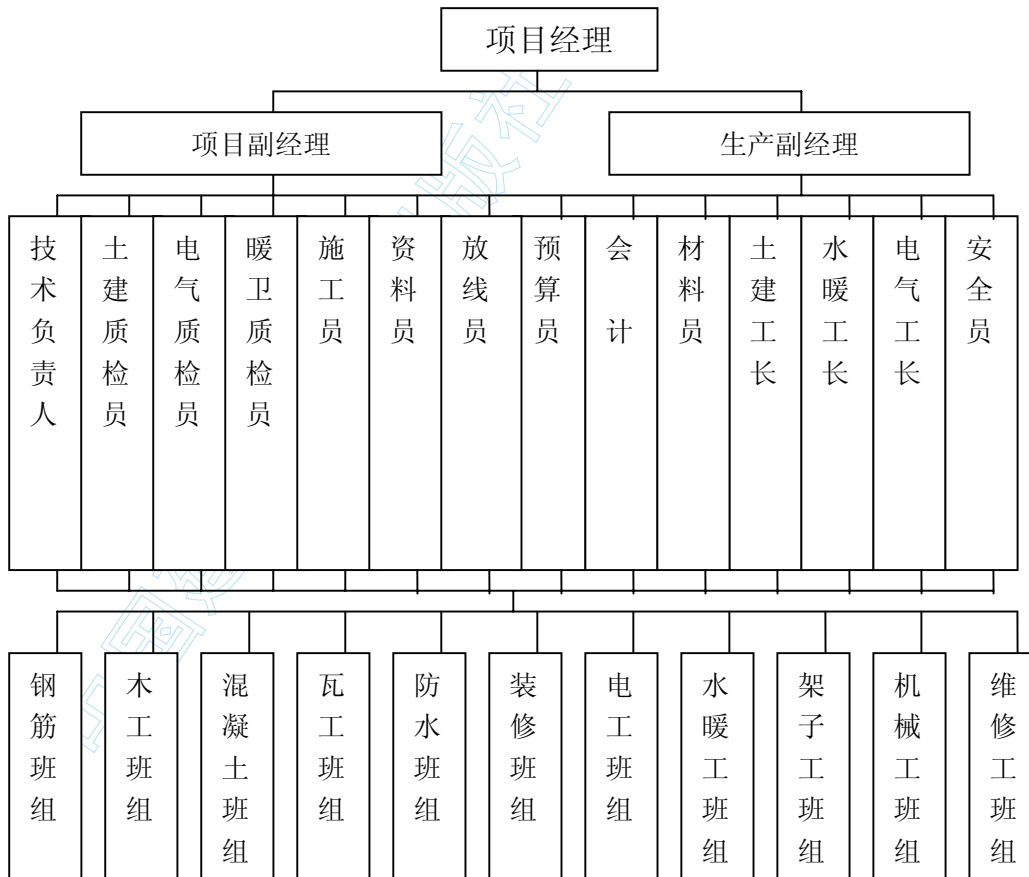 项目经理
项目副经理
生产副经理
技术负责人
土建质检员
电气质检员
暖卫质检员
施工员
资料员
放线员
预算员
会计
材料员
土建工长
水暖工长
电气工长
安全员
钢筋班组
木工班组
混凝土班组
瓦工班组
防水班组
装修班组
电工班组
水暖工班组
架子工班组
机械工班组
维修工班组